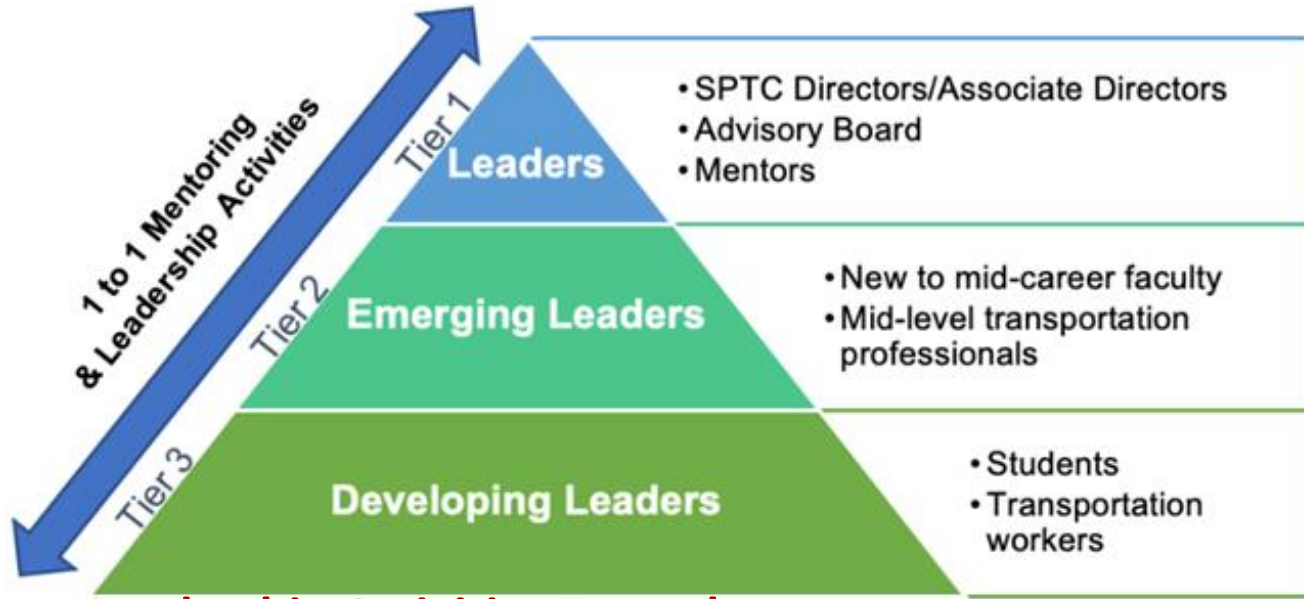 1 to 1 Mentoring
& Leadership Activities
Tier 1
Leaders
• SPTC Directors/Associate Directors
• Advisory Board
• Mentors
Tier 2
Emerging Leaders
• New to mid-career faculty
• Mid-level transportation
professionals
Tier 3
Developing Leaders
• Students
• Transportation
workers